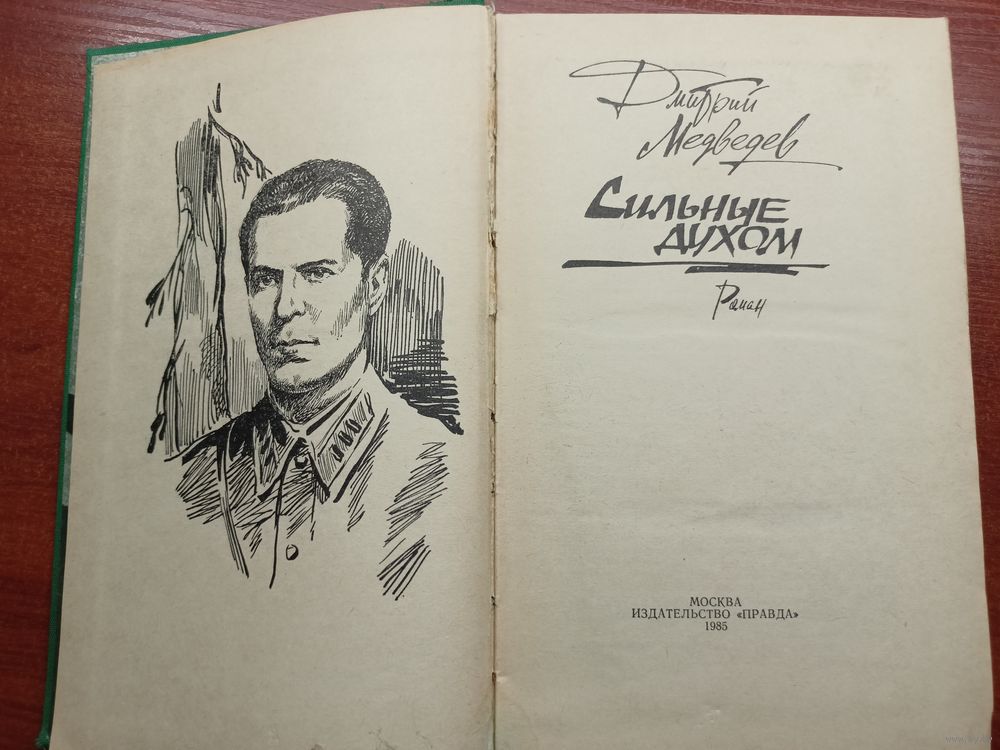 Дмитрий
Медведев
Сильные
духом
Роман
МОСКВА
ИЗДАТЕЛЬСТВО «ПРАВДА»
1985